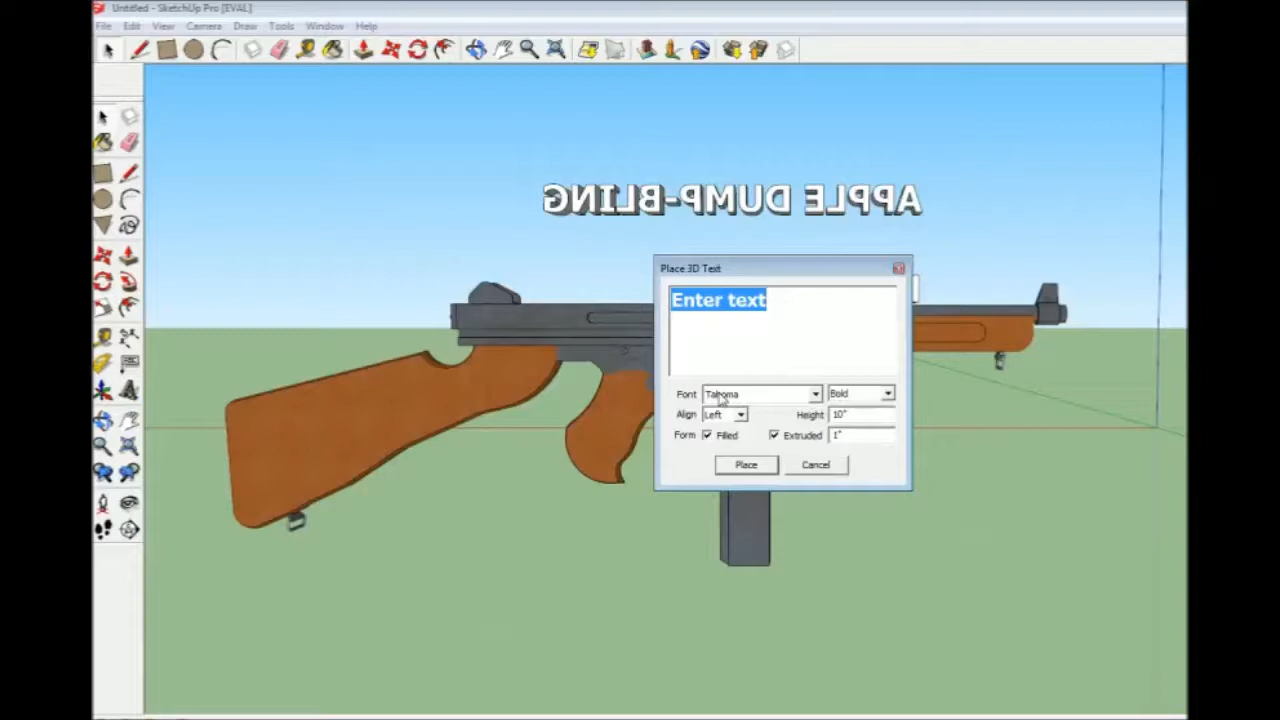 Untitled - SketchUp Pro [EVAL]
File Edit View Camera Draw Tools Window Help
APPLE DUMP-BLING
Place 3D Text
Enter text
Font Tahoma Bold
Align Left Height 10"
Form Filled Extruded 1"
Place Cancel